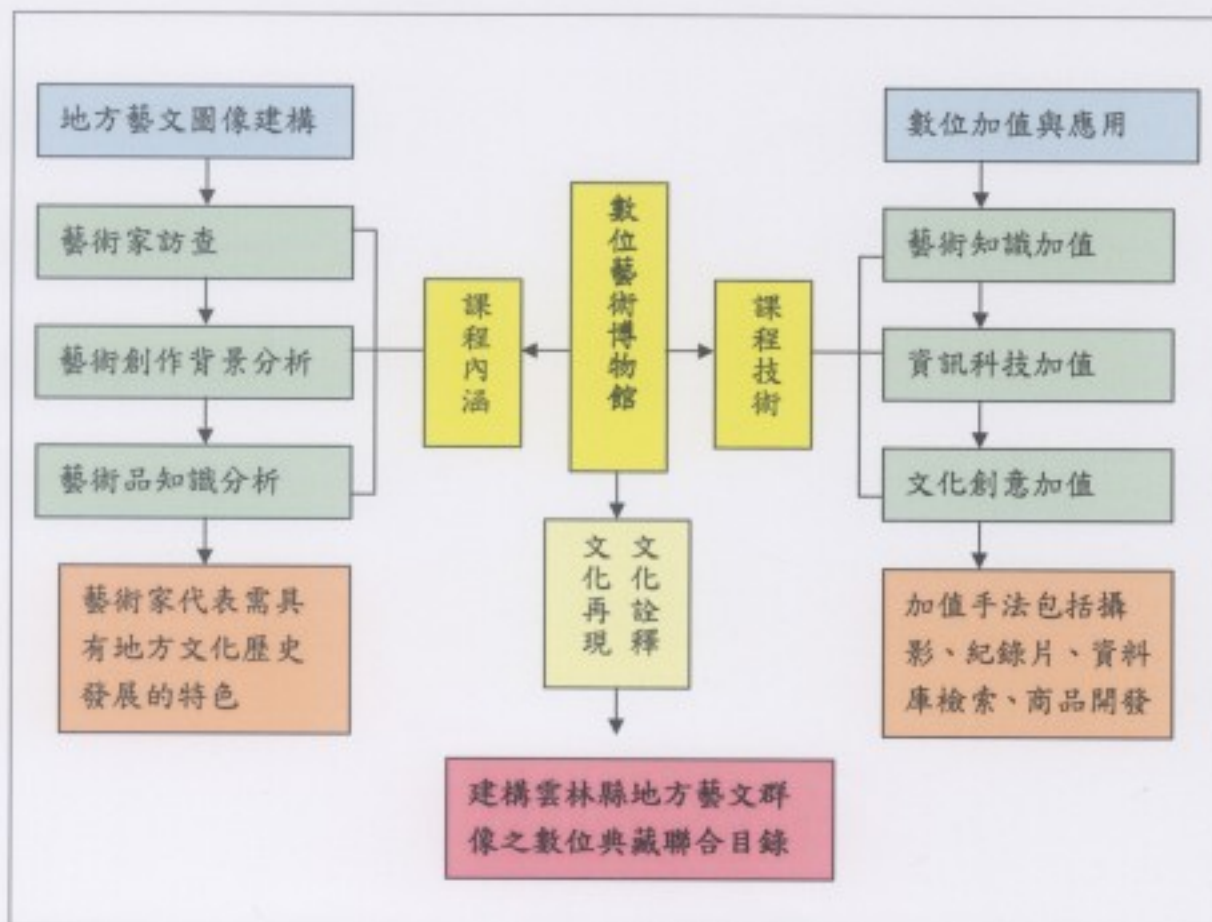 地方藝文圖像建構
藝術家訪查
藝術創作背景分析
藝術品知識分析
藝術家代表需具
有地方文化歷史
發展的特色
課程內涵
數位藝術博物館
課程技術
文化詮釋
文化再現
建構雲林縣地方藝文群
像之數位典藏聯合目錄
數位加值與應用
藝術知識加值
資訊科技加值
文化創意加值
加值手法包括攝
影、紀錄片、資料
庫檢索、商品開發